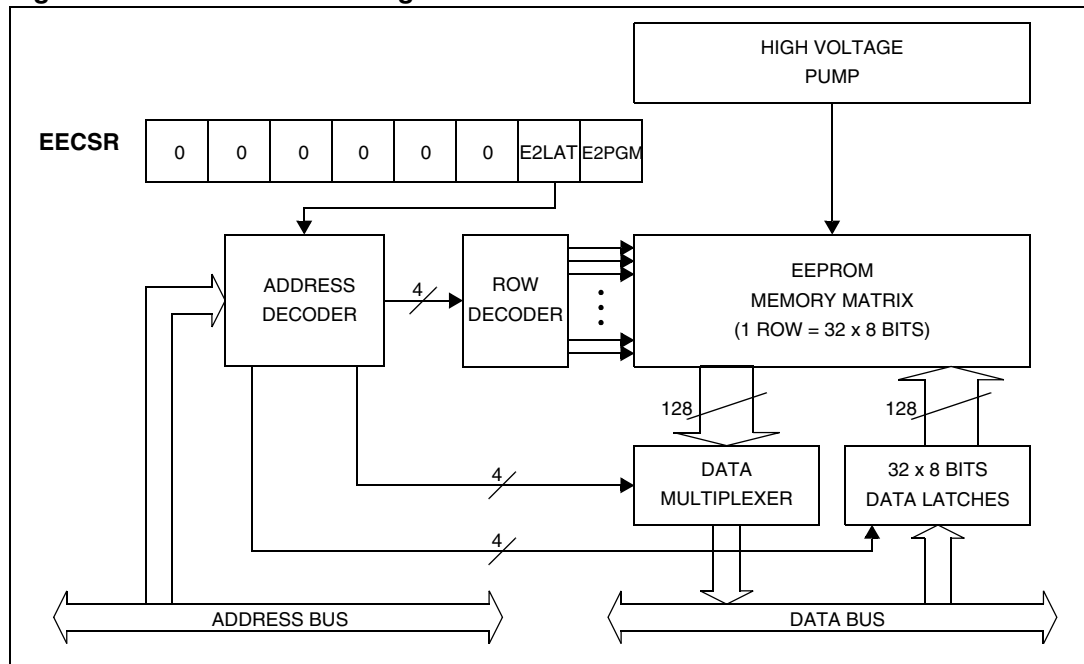 HIGH VOLTAGE
PUMP
EECSR
0 0 0 0 0 0 E2LAT E2PGM
ADDRESS
DECODER
4
ROW
DECODER
EEPROM
MEMORY MATRIX
(1 ROW = 32 x 8 BITS)
128
128
4
DATA
MULTIPLEXER
32 x 8 BITS
DATA LATCHES
4
ADDRESS BUS
DATA BUS